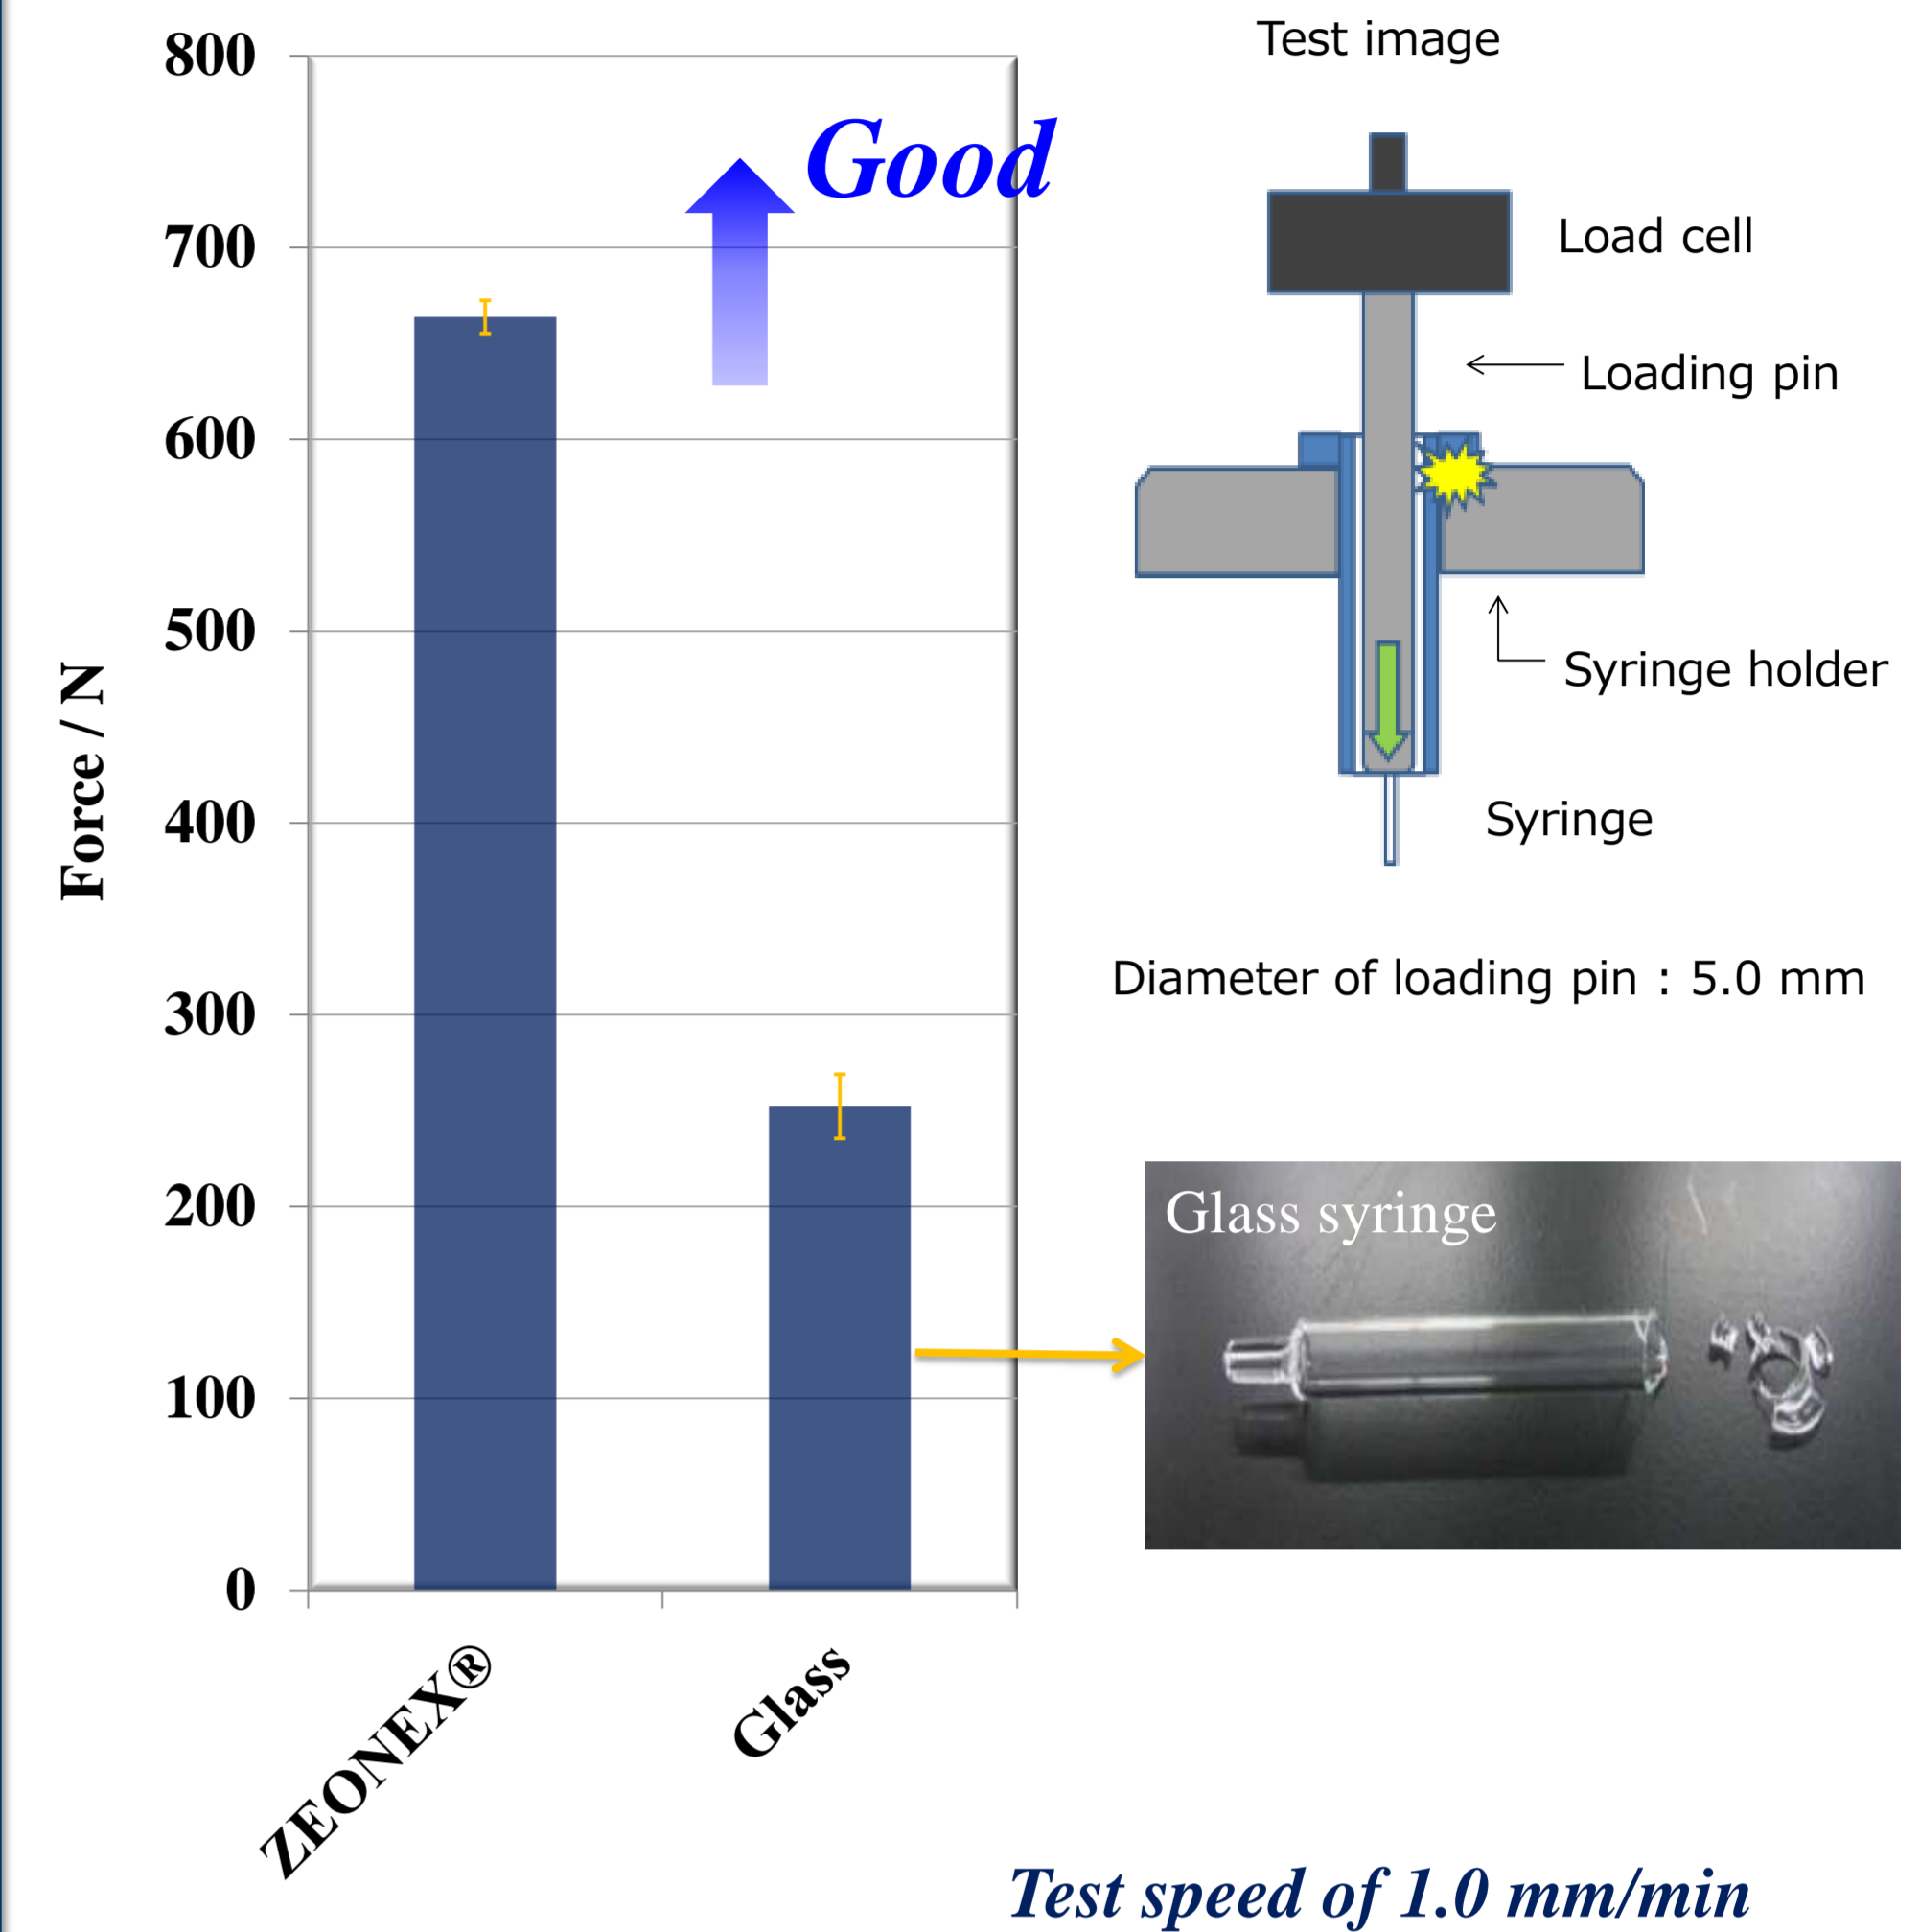 800
700
600
500
400
300
200
100
0
Force / N
ZEONEX®
Glass
Good
Test image
Load cell
Loading pin
Syringe holder
Syringe
Diameter of loading pin : 5.0 mm
Glass syringe
Test speed of 1.0 mm/min